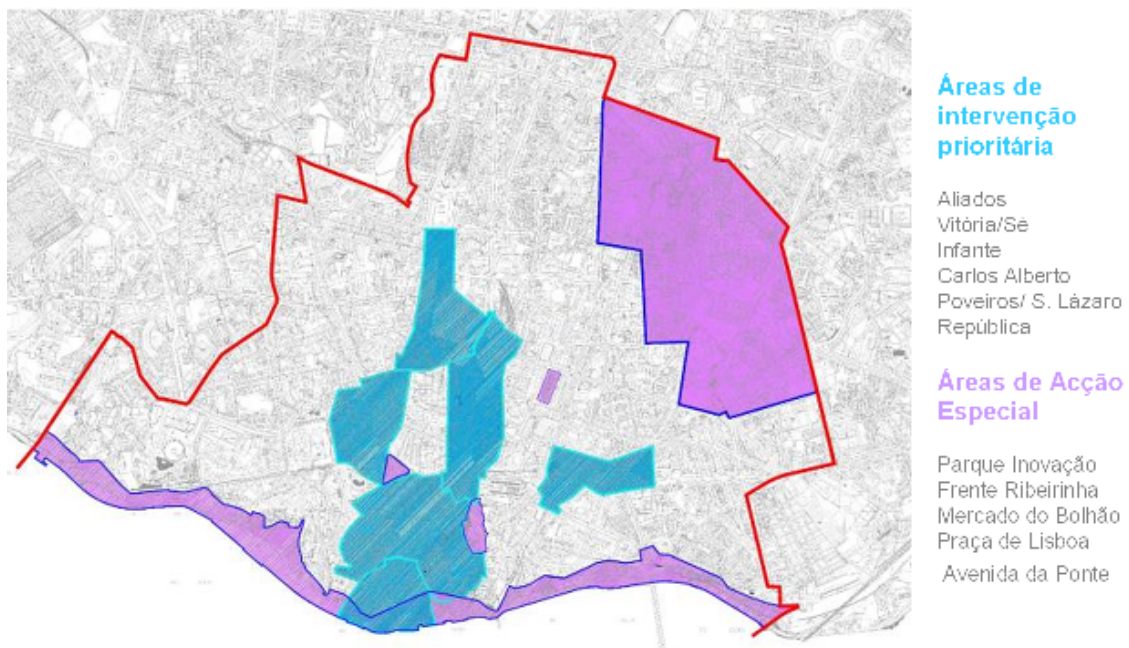 Áreas de
intervenção
prioritária
Aliados
Vitória/Sé
Infante
Carlos Alberto
Poveiros/ S. Lázaro
República
Áreas de Acção
Especial
Parque Inovação
Frente Ribeirinha
Mercado do Bolhão
Praça de Lisboa
Avenida da Ponte